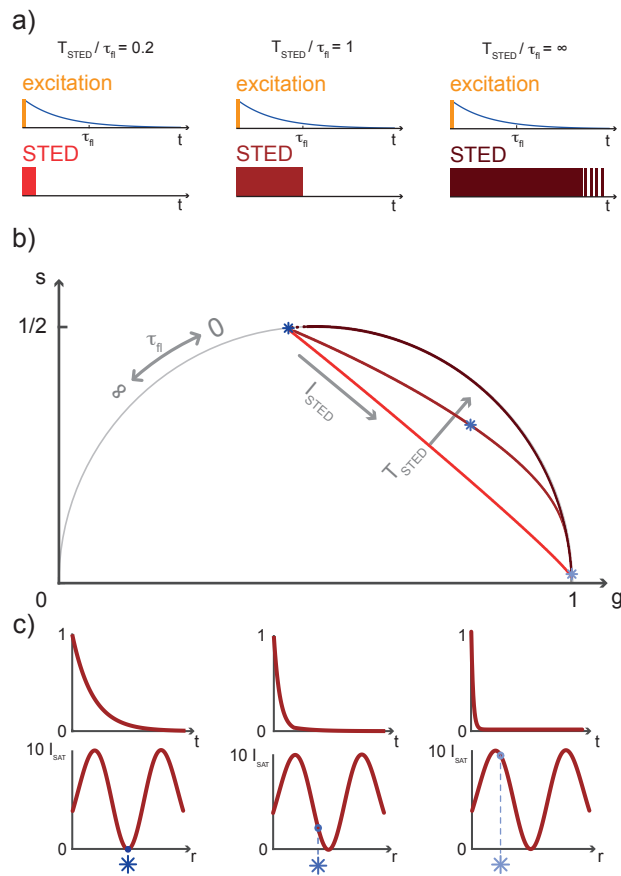 a)
T_STED / τ_fl = 0.2
T_STED / τ_fl = 1
T_STED / τ_fl = ∞
excitation
excitation
excitation
τ_fl
t
τ_fl
t
τ_fl
t
STED
STED
STED
t
t
t
b)
s
1/2
τ_fl
0
∞
I_STED
T_STED
0
1
g
c)
1
1
1
0
t
0
t
0
t
10 I_SAT
10 I_SAT
10 I_SAT
0
r
0
r
0
r